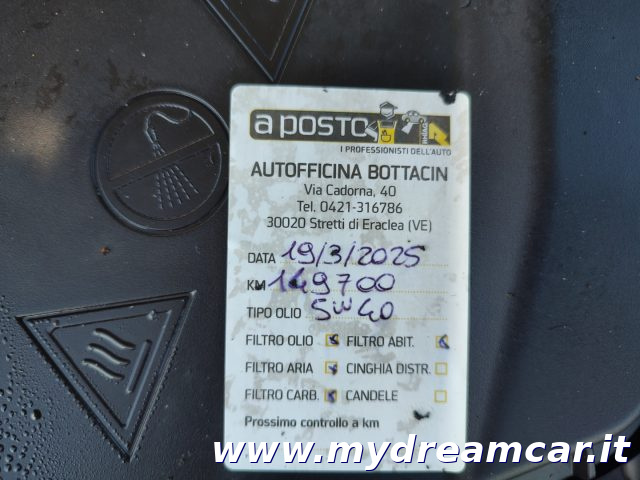 a posto
I PROFESSIONISTI DELL'AUTO
AUTOFFICINA BOTTACIN
Via Cadorna, 40
Tel. 0421-316786
30020 Stretti di Eraclea (VE)
DATA 19/3/2025
KM 149700
TIPO OLIO 5w40
FILTRO OLIO FILTRO ABIT.
FILTRO ARIA CINGHIA DISTR.
FILTRO CARB. CANDELE
Prossimo controllo a km
www.mydreamcar.it